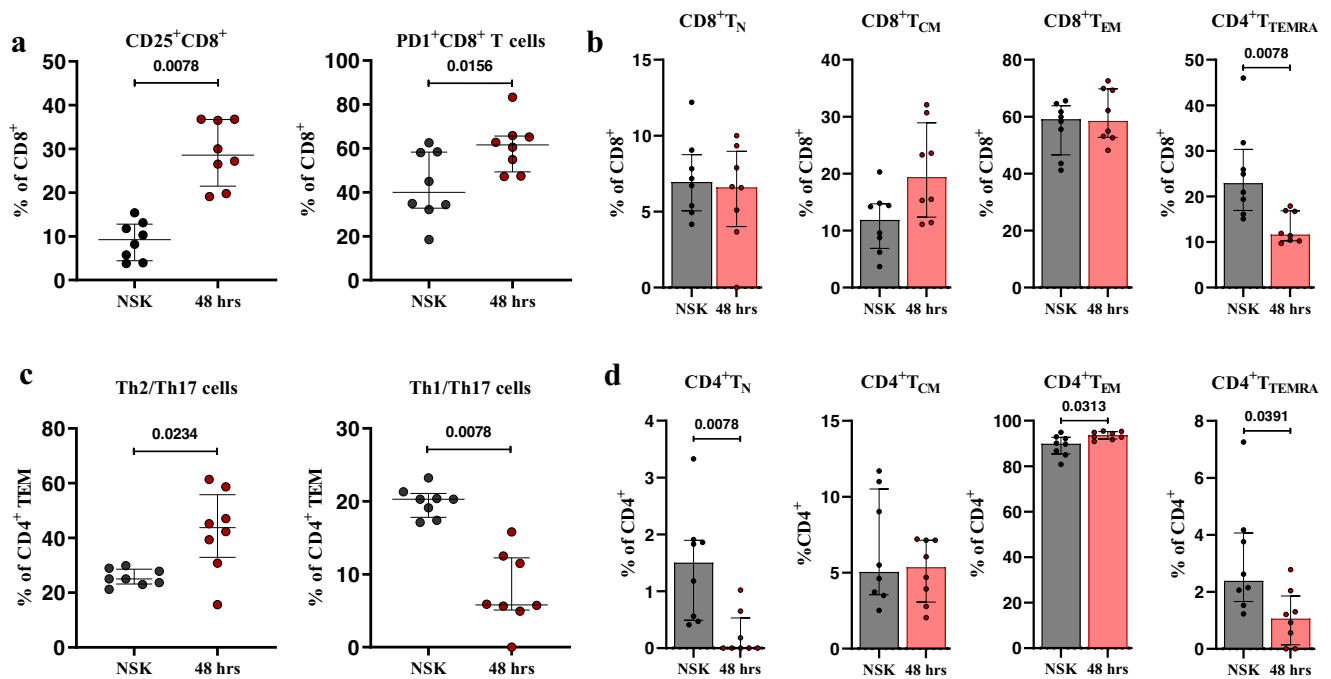 a
CD25⁺CD8⁺
0.0078
% of CD8⁺
50
40
30
20
10
0
NSK 48 hrs
PD1⁺CD8⁺ T cells
0.0156
% of CD8⁺
100
80
60
40
20
0
NSK 48 hrs
b
CD8⁺T_N
% of CD8⁺
15
10
5
0
NSK 48 hrs
CD8⁺T_CM
% of CD8⁺
40
30
20
10
0
NSK 48 hrs
CD8⁺T_EM
% of CD8⁺
80
60
40
20
0
NSK 48 hrs
CD4⁺T_TEMRA
0.0078
% of CD8⁺
50
40
30
20
10
0
NSK 48 hrs
c
Th2/Th17 cells
0.0234
% of CD4⁺ TEM
80
60
40
20
0
NSK 48 hrs
Th1/Th17 cells
0.0078
% of CD4⁺ TEM
30
20
10
0
NSK 48 hrs
d
CD4⁺T_N
0.0078
% of CD4⁺
4
3
2
1
0
NSK 48 hrs
CD4⁺T_CM
%CD4⁺
15
10
5
0
NSK 48 hrs
CD4⁺T_EM
0.0313
% of CD4⁺
100
80
60
40
20
0
NSK 48 hrs
CD4⁺T_TEMRA
0.0391
% of CD4⁺
8
6
4
2
0
NSK 48 hrs